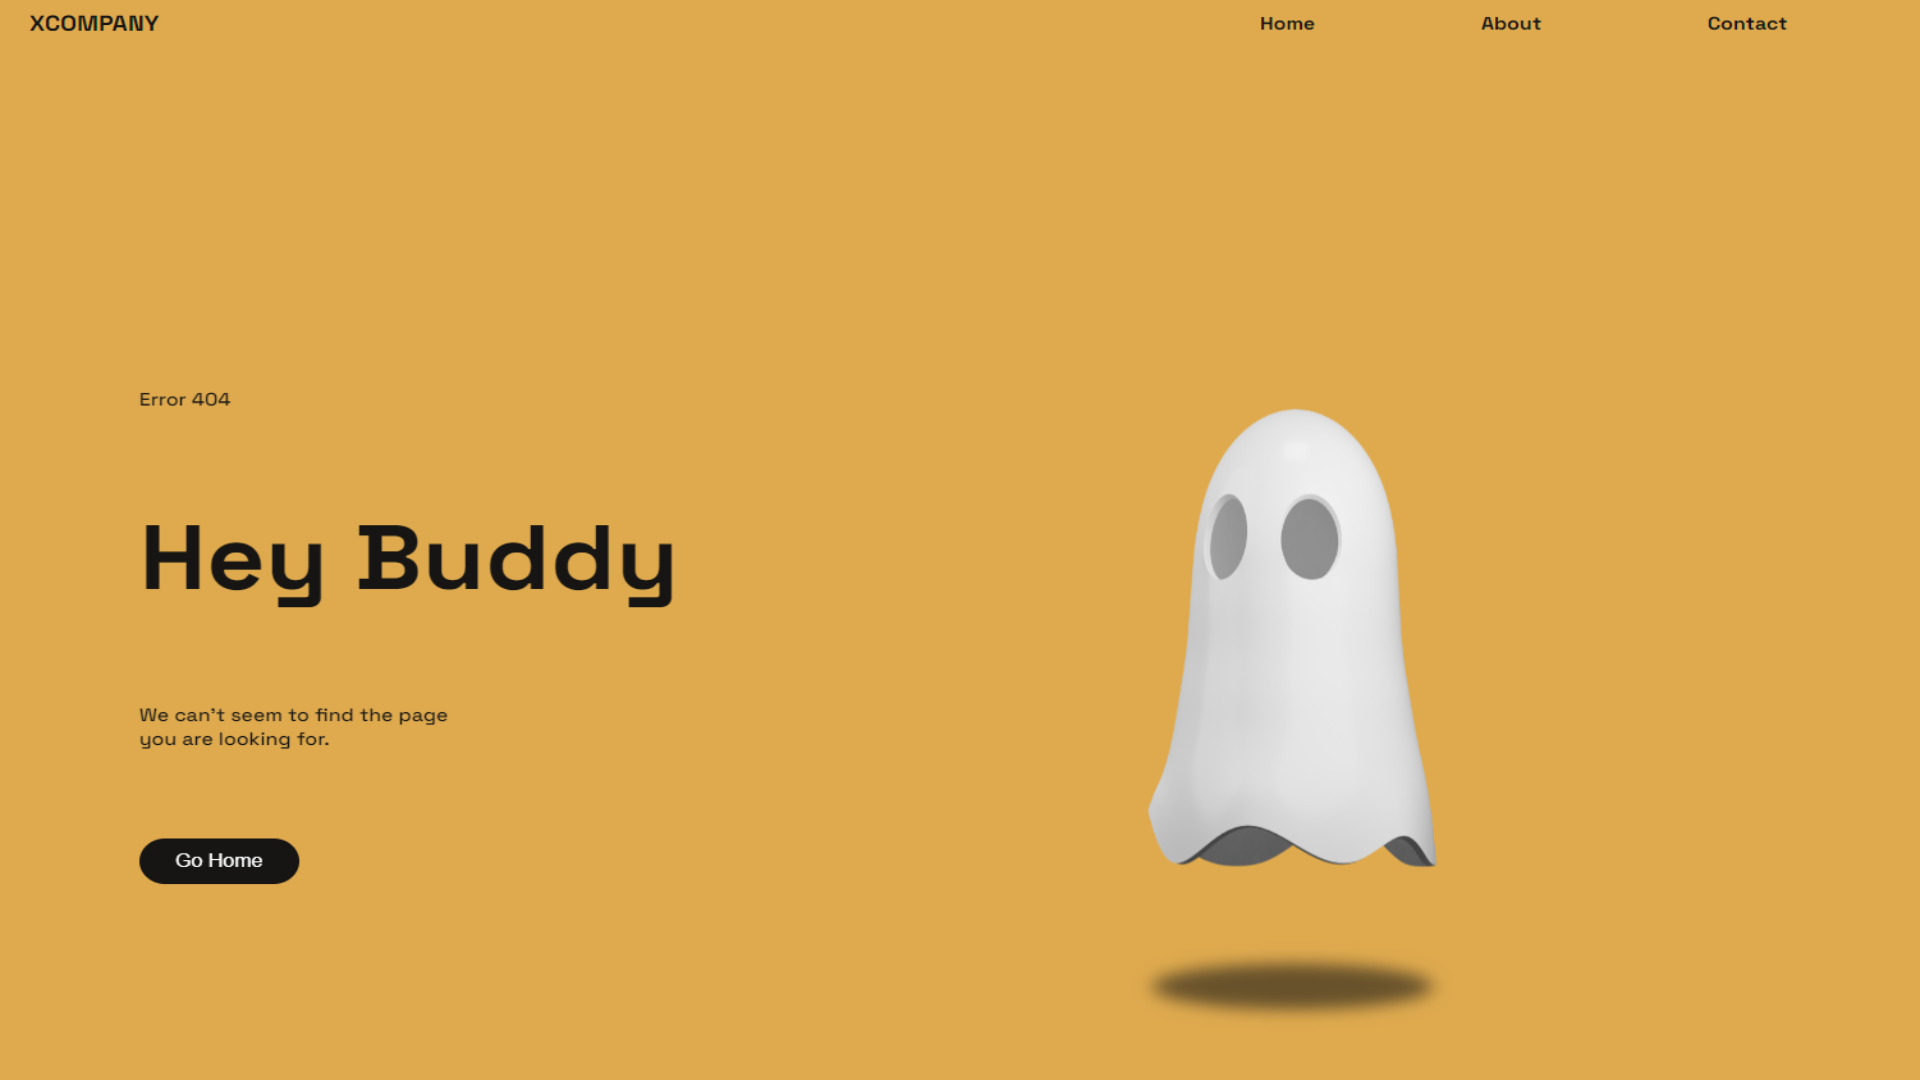 XCOMPANY
Home
About
Contact
Error 404
Hey Buddy
We can't seem to find the page
you are looking for.
Go Home